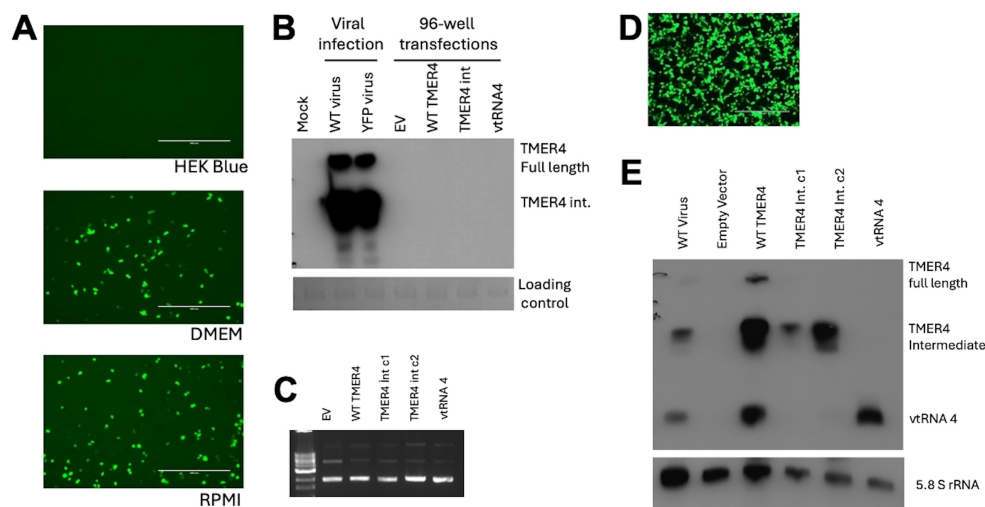 A
HEK Blue
DMEM
RPMI
B
Viral
infection
96-well
transfections
Mock
WT virus
YFP virus
EV
WT TMER4
TMER4 int
vtRNA4
TMER4
Full length
TMER4 int.
Loading
control
C
EV
WT TMER4
TMER4 Int c1
TMER4 int c2
vtRNA 4
D
E
WT Virus
Empty Vector
WT TMER4
TMER4 Int. c1
TMER4 Int. c2
vtRNA 4
TMER4
full length
TMER4
Intermediate
vtRNA 4
5.8 S rRNA